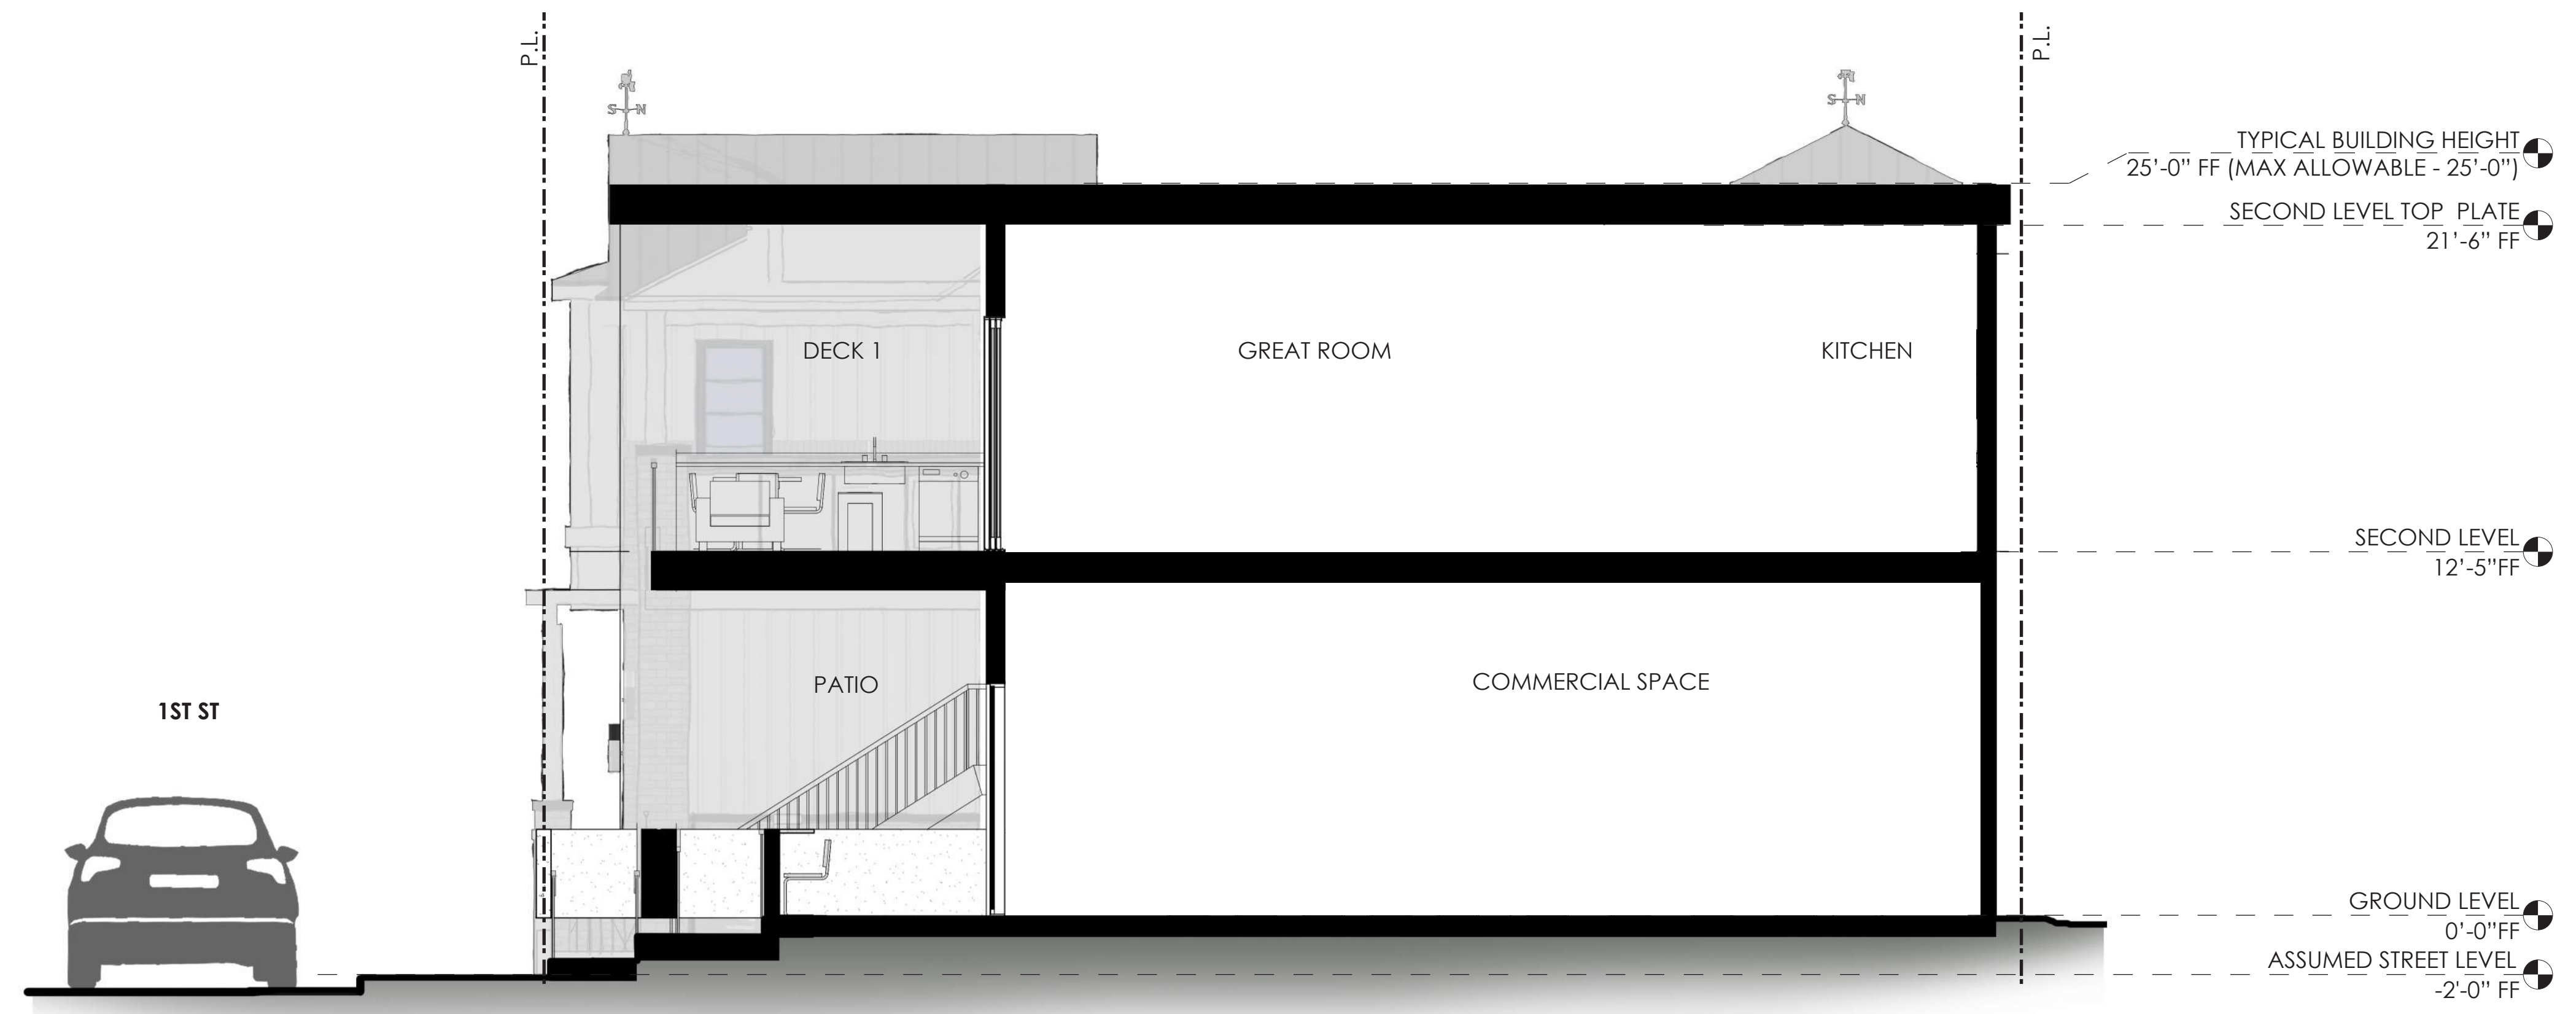 P.L.
P.L.
S N
S N
TYPICAL BUILDING HEIGHT
25'-0" FF (MAX ALLOWABLE - 25'-0")
SECOND LEVEL TOP PLATE
21'-6" FF
DECK 1
GREAT ROOM
KITCHEN
SECOND LEVEL
12'-5"FF
PATIO
COMMERCIAL SPACE
1ST ST
GROUND LEVEL
0'-0"FF
ASSUMED STREET LEVEL
-2'-0" FF